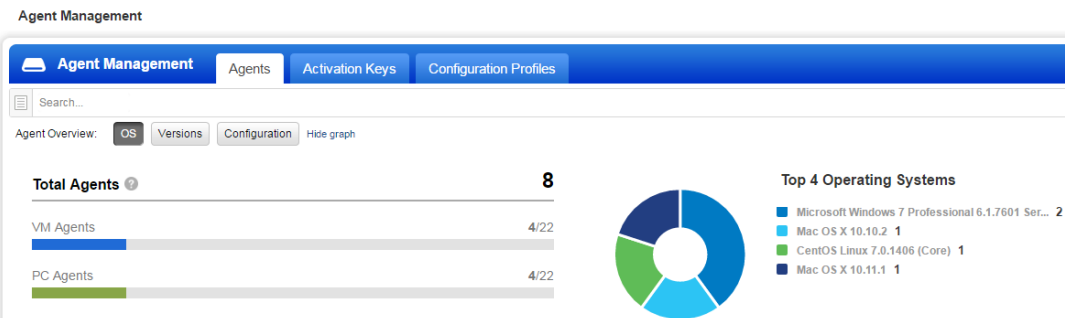 Agent Management
Agent Management Agents Activation Keys Configuration Profiles
Search...
Agent Overview: OS Versions Configuration Hide graph
Total Agents ? 8
VM Agents 4/22
PC Agents 4/22
Top 4 Operating Systems
Microsoft Windows 7 Professional 6.1.7601 Ser... 2
Mac OS X 10.10.2 1
CentOS Linux 7.0.1406 (Core) 1
Mac OS X 10.11.1 1